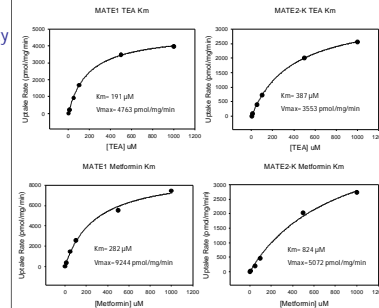 y
MATE1 TEA Km
Uptake Rate (pmol/mg/min)
5000
4000
3000
2000
1000
0
Km= 191 µM
Vmax=4763 pmol/mg/min
0 200 400 600 800 1000 1200
[TEA] uM
MATE2-K TEA Km
Uptake Rate (pmol/mg/min)
3000
2500
2000
1500
1000
500
0
Km= 387 µM
Vmax=3553 pmol/mg/min
0 200 400 600 800 1000 1200
[TEA] uM
MATE1 Metformin Km
Uptake Rate (pmol/mg/min)
8000
6000
4000
2000
0
Km= 282 µM
Vmax=9244 pmol/mg/min
0 200 400 600 800 1000 1200
[Metformin] uM
MATE2-K Metformin Km
Uptake Rate (pmol/mg/min)
3000
2500
2000
1500
1000
500
0
Km= 824 µM
Vmax=5072 pmol/mg/min
0 200 400 600 800 1000 1200
[Metformin] uM